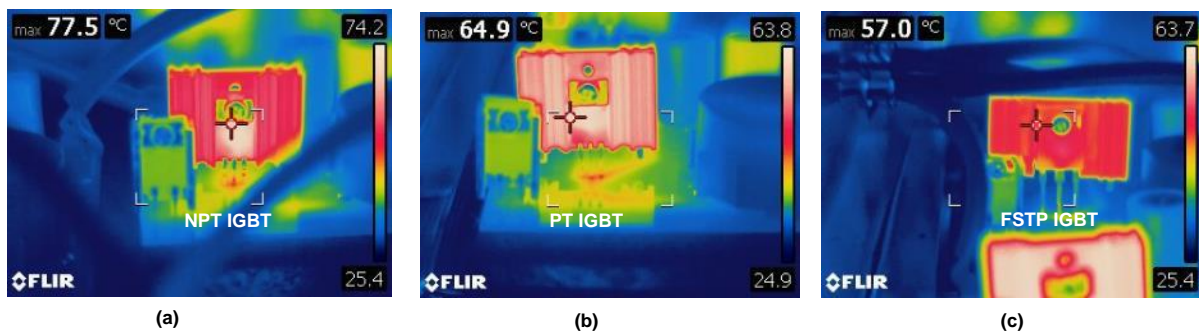 max 77.5 °C 74.2
NPT IGBT
FLIR 25.4
(a)
max 64.9 °C 63.8
PT IGBT
FLIR 24.9
(b)
max 57.0 °C 63.7
FSTP IGBT
FLIR 25.4
(c)